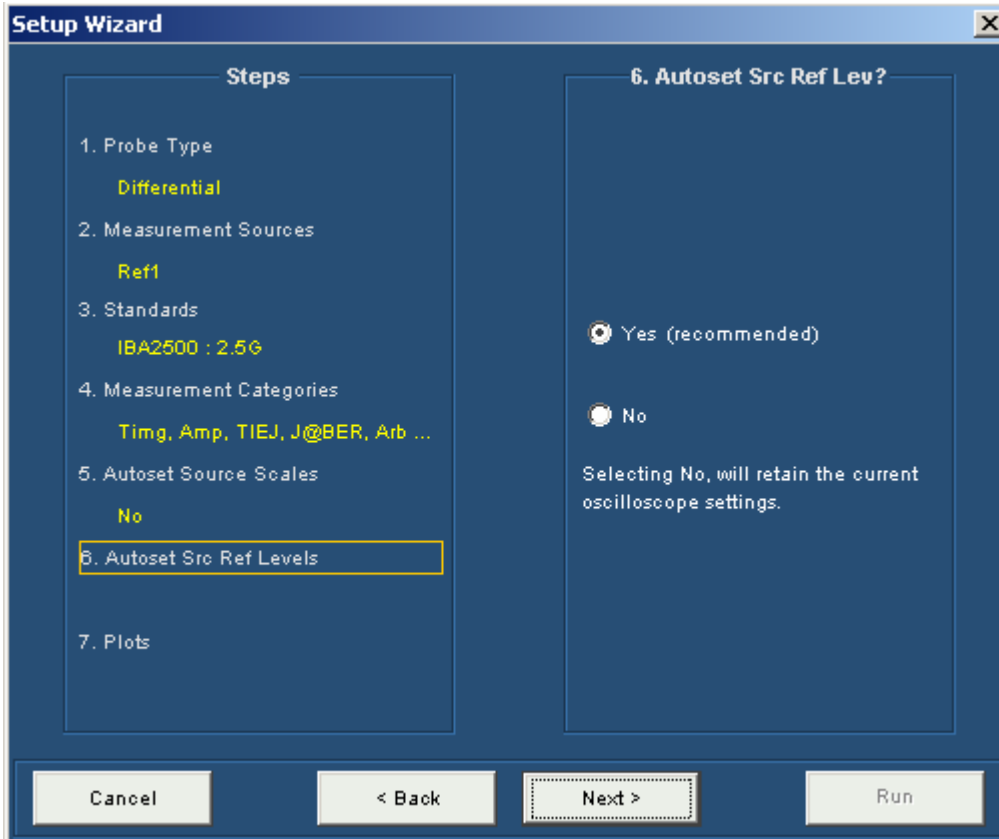 Setup Wizard
Steps
1. Probe Type
Differential
2. Measurement Sources
Ref1
3. Standards
IBA2500 : 2.5G
4. Measurement Categories
Timg, Amp, TIEJ, J@BER, Arb ...
5. Autoset Source Scales
No
6. Autoset Src Ref Levels
7. Plots
6. Autoset Src Ref Lev?
Yes (recommended)
No
Selecting No, will retain the current
oscilloscope settings.
Cancel
< Back
Next >
Run